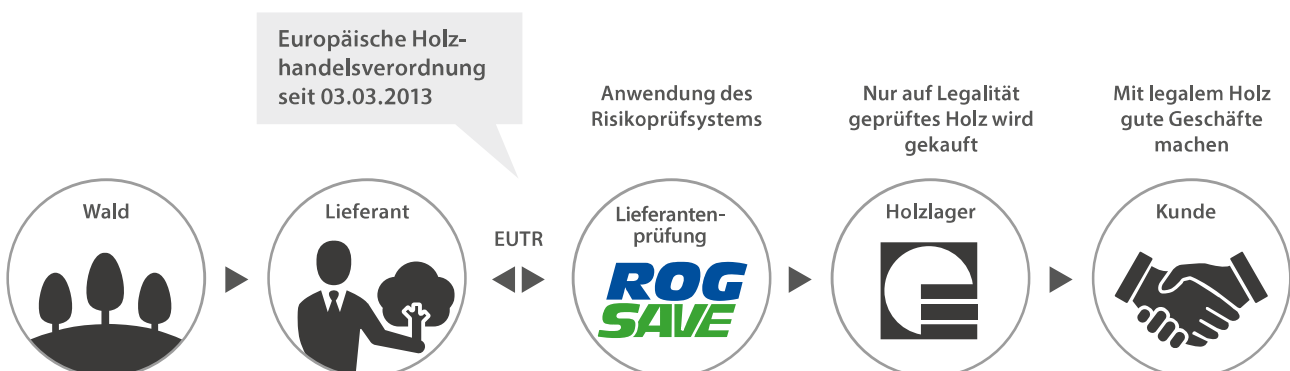 Europäische Holz-
handelsverordnung
seit 03.03.2013
Anwendung des
Risikoprüfsystems
Nur auf Legalität
geprüftes Holz wird
gekauft
Mit legalem Holz
gute Geschäfte
machen
Wald
Lieferant
EUTR
Lieferanten-
prüfung
ROG
SAVE
Holzlager
Kunde